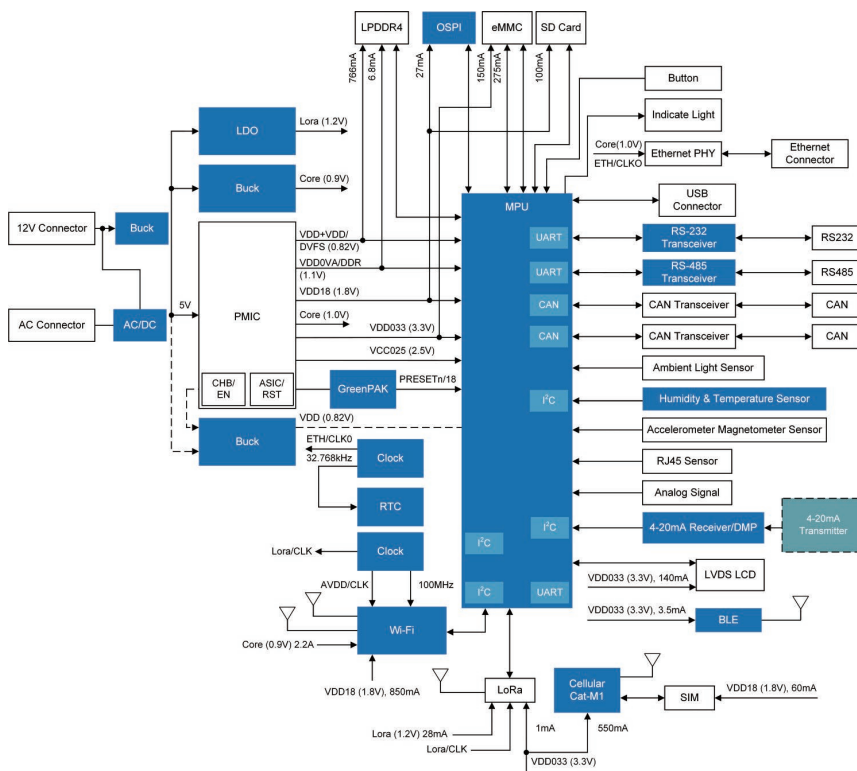 LPDDR4
OSPI
eMMC
SD Card
766mA
6.8mA
27mA
150mA
275mA
100mA
Button
LDO
Lora (1.2V)
Indicate Light
Core(1.0V)
ETH/CLKO
Ethernet PHY
Ethernet
Connector
Buck
Core (0.9V)
MPU
USB
Connector
12V Connector
Buck
VDD+VDD/
DVFS (0.82V)
UART
RS-232
Transceiver
RS232
VDD0VA/DDR
(1.1V)
UART
RS-485
Transceiver
RS485
VDD18 (1.8V)
5V
PMIC
CAN
CAN Transceiver
CAN
AC Connector
AC/DC
Core (1.0V)
VDD033 (3.3V)
CAN
CAN Transceiver
CAN
VCC025 (2.5V)
Ambient Light Sensor
CHB/
EN
ASIC/
RST
GreenPAK
PRESETn/18
I²C
Humidity & Temperature Sensor
VDD (0.82V)
Buck
Accelerometer Magnetometer Sensor
ETH/CLK0
32.768kHz
Clock
RJ45 Sensor
RTC
Analog Signal
I²C
4-20mA Receiver/DMP
4-20mA
Transmitter
Lora/CLK
Clock
I²C
AVDD/CLK
100MHz
I²C
UART
VDD033 (3.3V), 140mA
LVDS LCD
VDD033 (3.3V), 3.5mA
BLE
Wi-Fi
Core (0.9V) 2.2A
VDD18 (1.8V), 850mA
LoRa
Cellular
Cat-M1
SIM
VDD18 (1.8V), 60mA
Lora (1.2V) 28mA
1mA
550mA
Lora/CLK
VDD033 (3.3V)